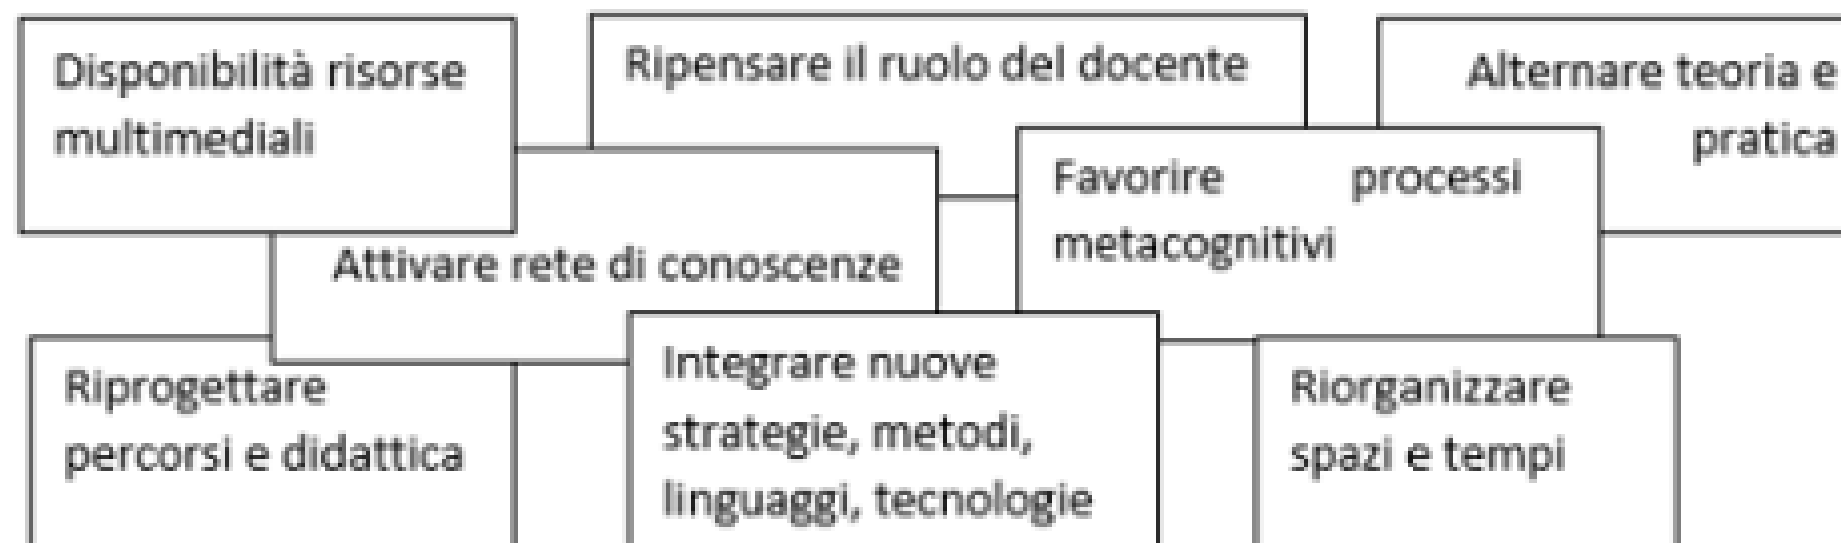 Disponibilità risorse
multimediali
Ripensare il ruolo del docente
Alternare teoria e
pratica
Attivare rete di conoscenze
Favorire processi
metacognitivi
Riprogettare
percorsi e didattica
Integrare nuove
strategie, metodi,
linguaggi, tecnologie
Riorganizzare
spazi e tempi